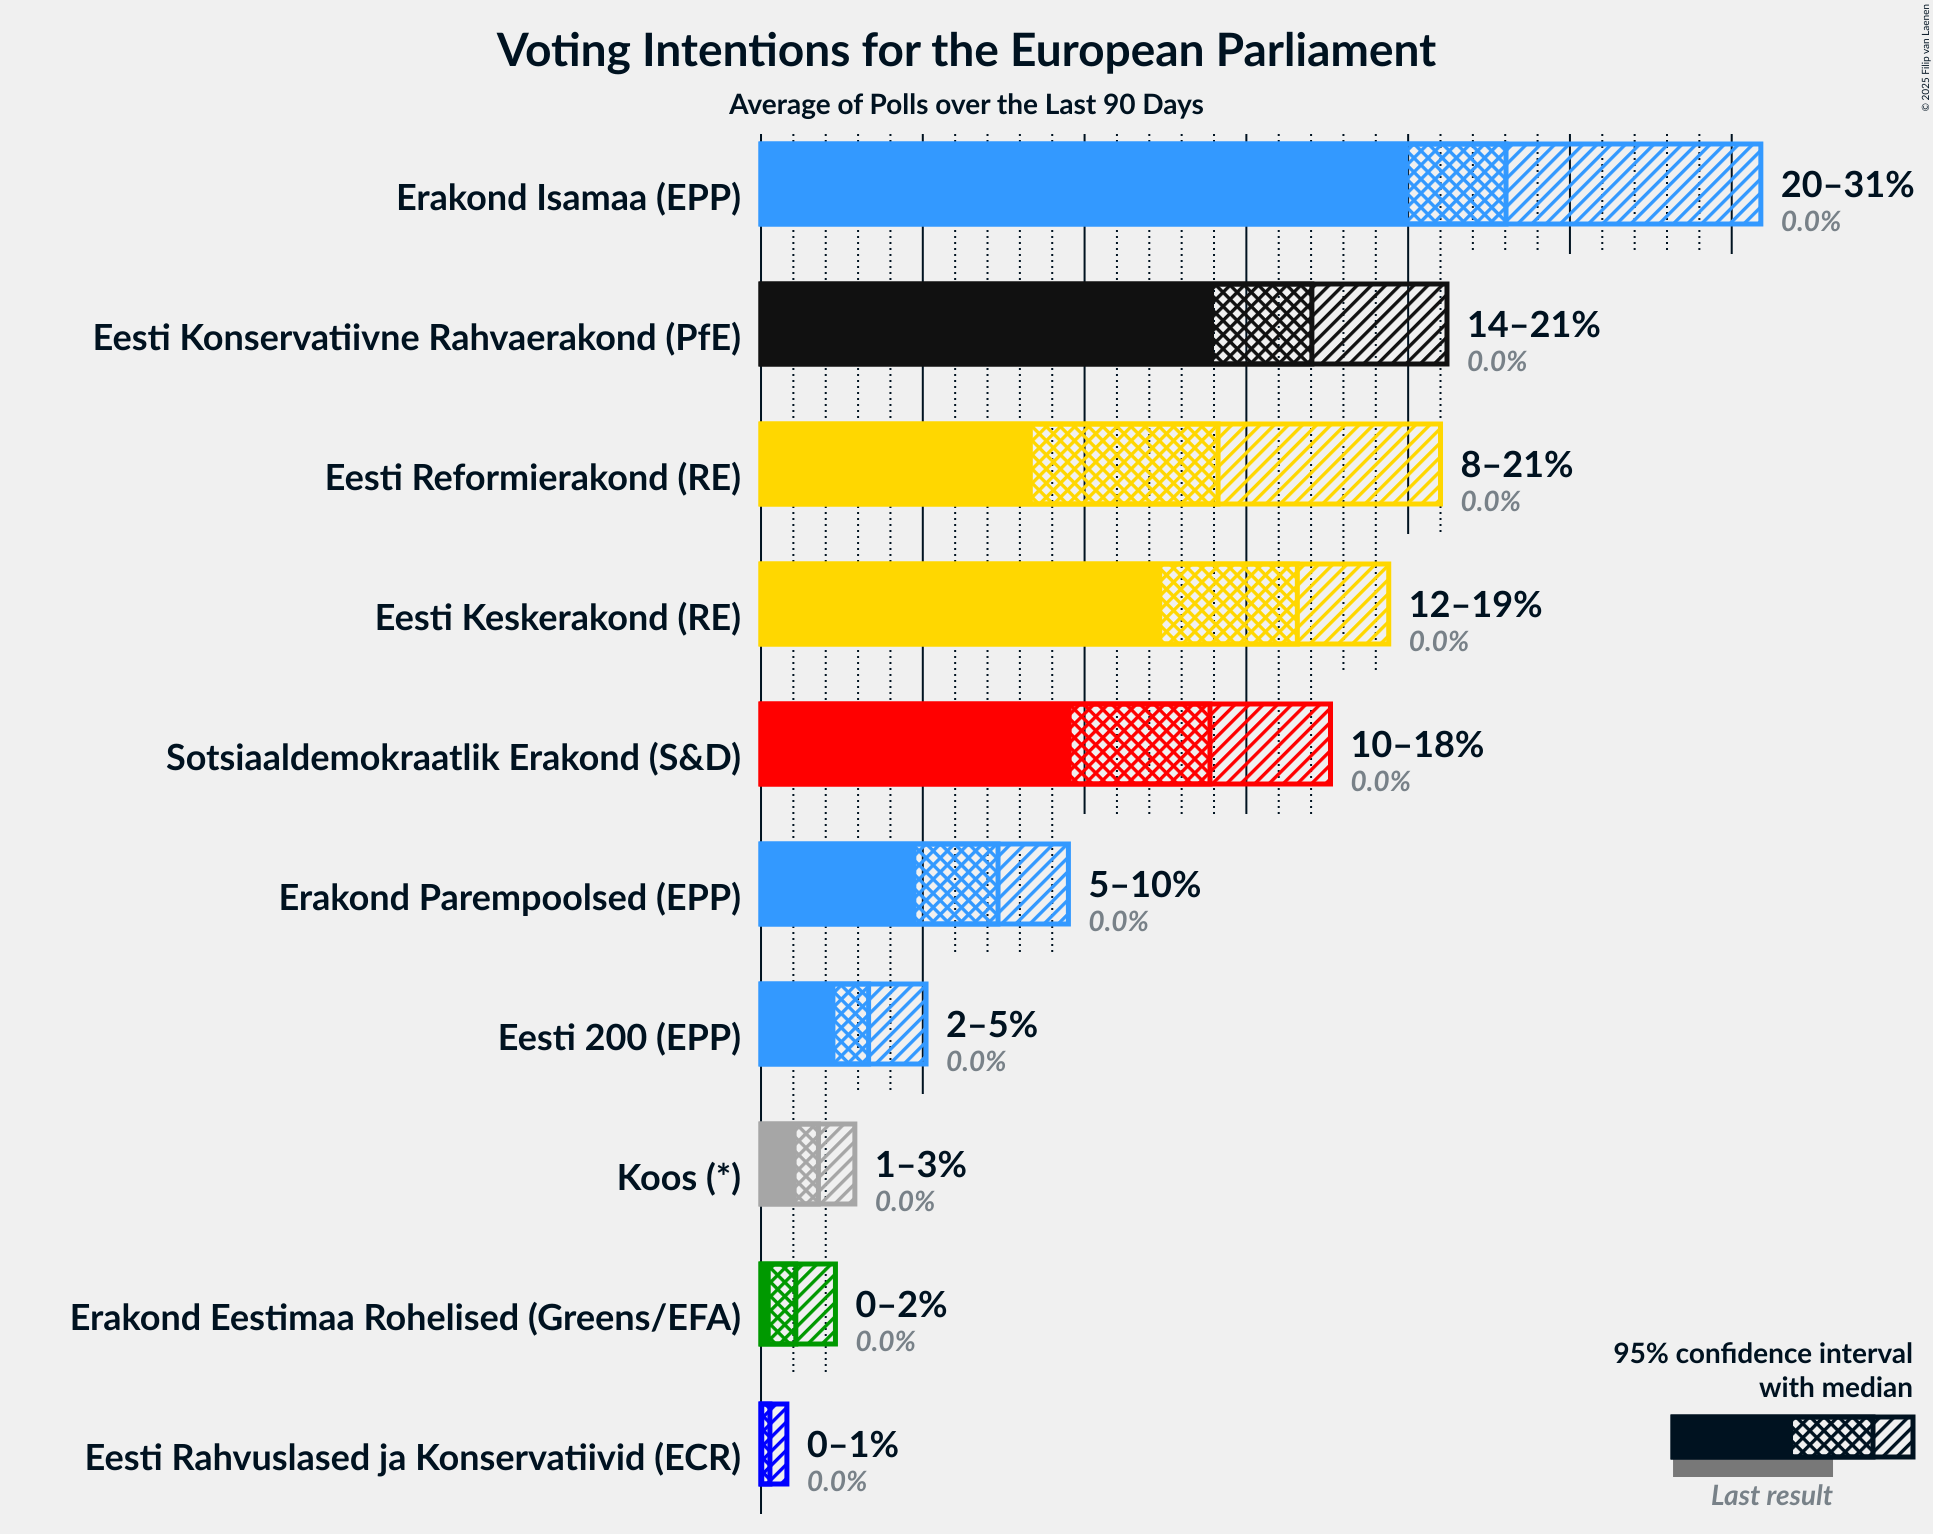 Voting Intentions for the European Parliament
Average of Polls over the Last 90 Days
© 2025 Filip van Laenen
Erakond Isamaa (EPP)
20–31%
0.0%
Eesti Konservatiivne Rahvaerakond (PfE)
14–21%
0.0%
Eesti Reformierakond (RE)
8–21%
0.0%
Eesti Keskerakond (RE)
12–19%
0.0%
Sotsiaaldemokraatlik Erakond (S&D)
10–18%
0.0%
Erakond Parempoolsed (EPP)
5–10%
0.0%
Eesti 200 (EPP)
2–5%
0.0%
Koos (*)
1–3%
0.0%
Erakond Eestimaa Rohelised (Greens/EFA)
0–2%
0.0%
Eesti Rahvuslased ja Konservatiivid (ECR)
0–1%
0.0%
95% confidence interval
with median
Last result